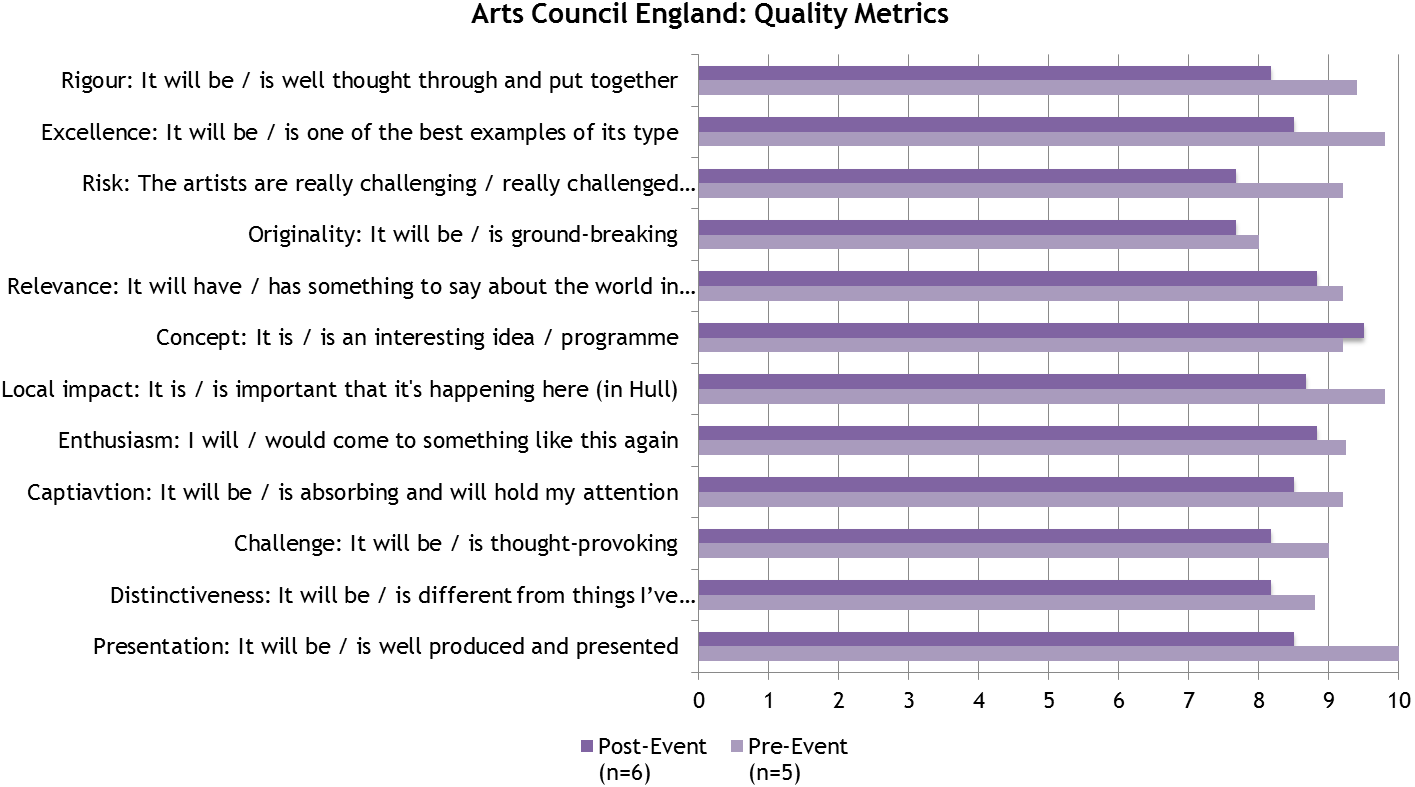 Arts Council England: Quality Metrics
Rigour: It will be / is well thought through and put together
Excellence: It will be / is one of the best examples of its type
Risk: The artists are really challenging / really challenged…
Originality: It will be / is ground-breaking
Relevance: It will have / has something to say about the world in…
Concept: It is / is an interesting idea / programme
Local impact: It is / is important that it's happening here (in Hull)
Enthusiasm: I will / would come to something like this again
Captiavtion: It will be / is absorbing and will hold my attention
Challenge: It will be / is thought-provoking
Distinctiveness: It will be / is different from things I’ve…
Presentation: It will be / is well produced and presented
0 1 2 3 4 5 6 7 8 9 10
Post-Event Pre-Event
(n=6) (n=5)